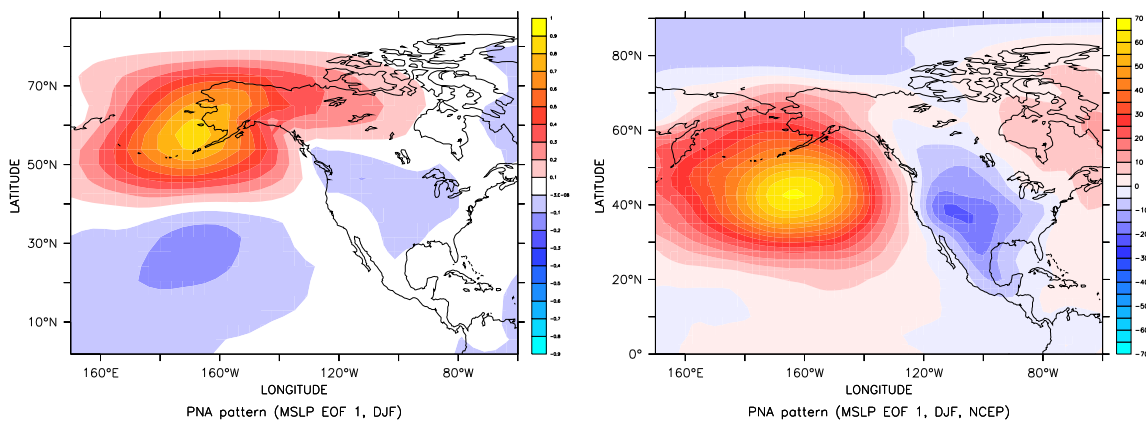 LATITUDE
70°N
50°N
30°N
10°N
160°E
160°W
120°W
80°W
LONGITUDE
PNA pattern (MSLP EOF 1, DJF)
1
0.9
0.8
0.7
0.6
0.5
0.4
0.3
0.2
0.1
-0.1
-0.2
-0.3
-0.4
-0.5
-0.6
-0.7
-0.8
-0.9
LATITUDE
80°N
60°N
40°N
20°N
0°
160°E
160°W
120°W
80°W
LONGITUDE
PNA pattern (MSLP EOF 1, DJF, NCEP)
70
60
50
40
30
20
10
0
-10
-20
-30
-40
-50
-60
-70